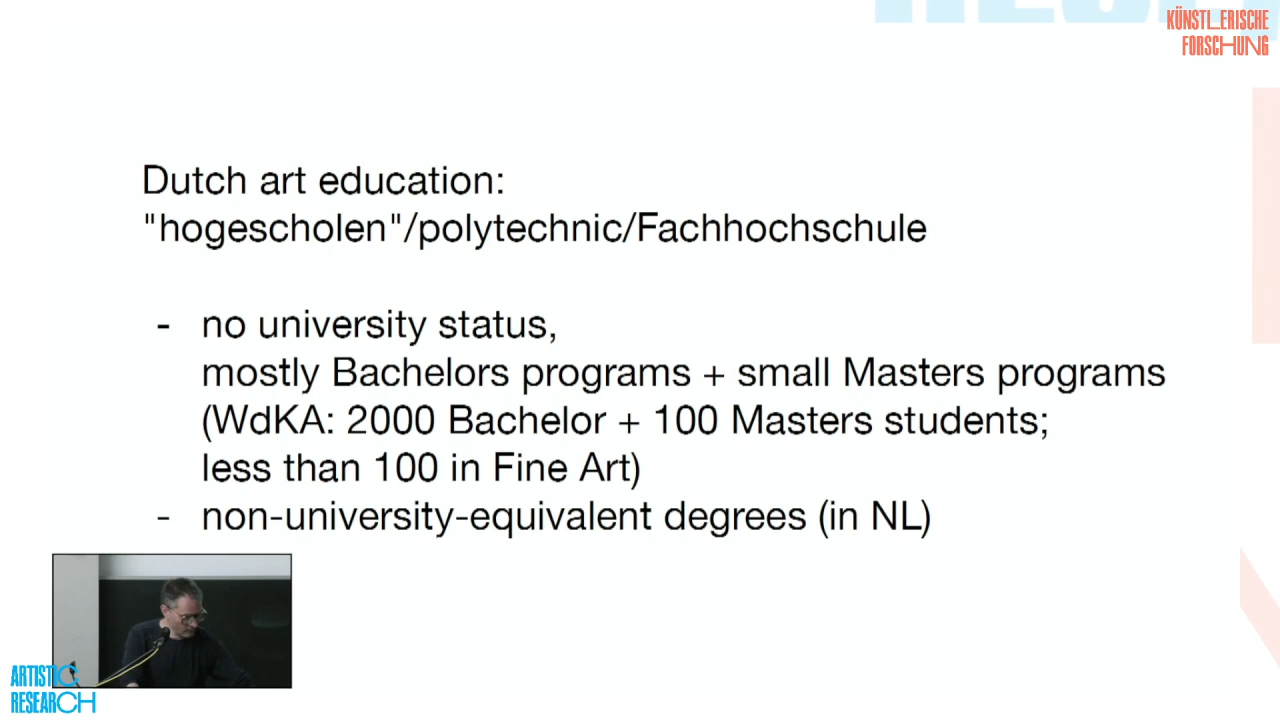 KÜNSTLERISCHE
FORSCHUNG
Dutch art education:
"hogescholen"/polytechnic/Fachhochschule
- no university status,
mostly Bachelors programs + small Masters programs
(WdKA: 2000 Bachelor + 100 Masters students;
less than 100 in Fine Art)
- non-university-equivalent degrees (in NL)
ARTISTIC
RESEARCH